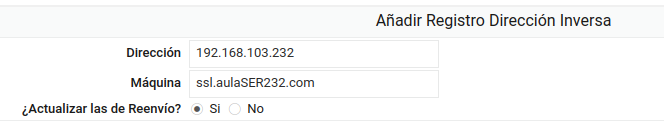 Añadir Registro Dirección Inversa
Dirección 192.168.103.232
Máquina ssl.aulaSER232.com
¿Actualizar las de Reenvío? Si No